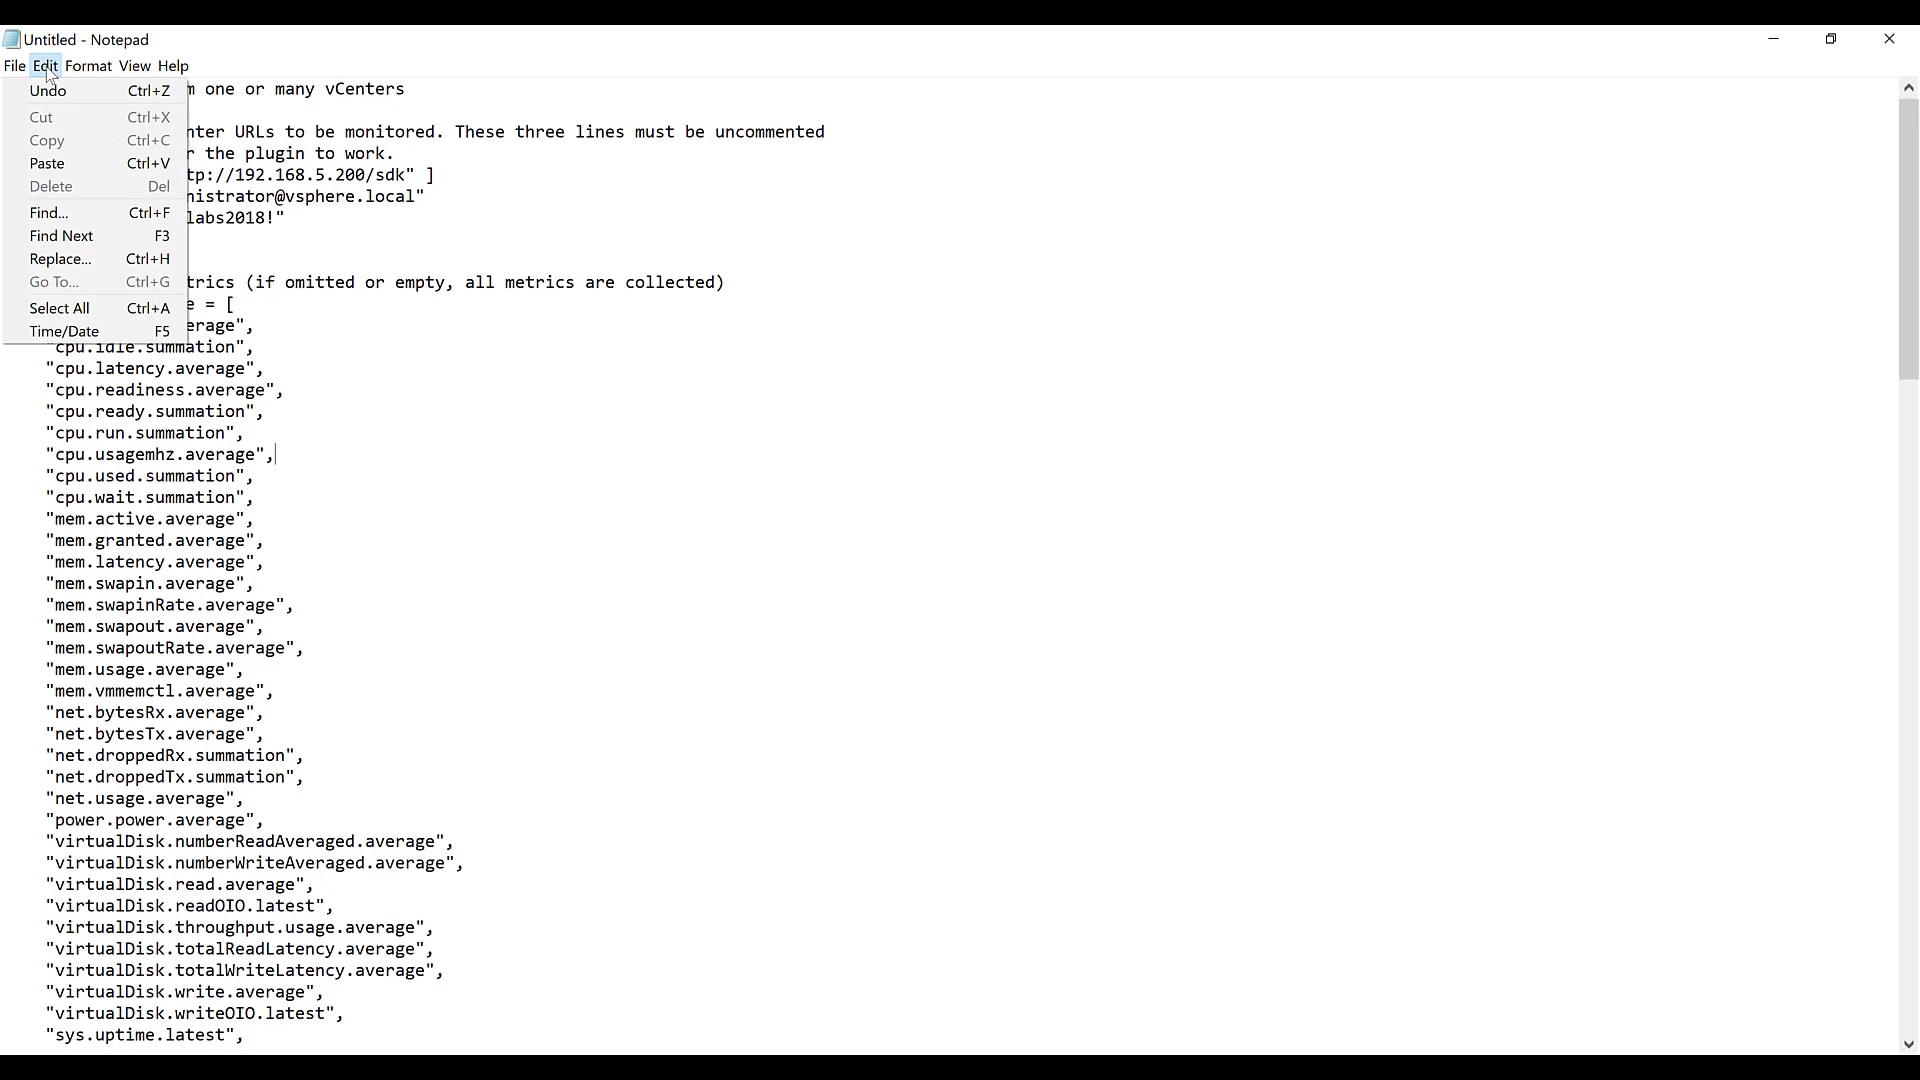 Untitled - Notepad
File Edit Format View Help
Undo Ctrl+Z
Cut Ctrl+X
Copy Ctrl+C
Paste Ctrl+V
Delete Del
Find... Ctrl+F
Find Next F3
Replace... Ctrl+H
Go To... Ctrl+G
Select All Ctrl+A
Time/Date F5
one or many vCenters
URLs to be monitored. These three lines must be uncommented
the plugin to work.
tp://192.168.5.200/sdk" ]
nistrator@vsphere.local"
labs2018!"
trics (if omitted or empty, all metrics are collected)
e = [
erage",
"cpu.idle.summation",
"cpu.latency.average",
"cpu.readiness.average",
"cpu.ready.summation",
"cpu.run.summation",
"cpu.usagemhz.average",
"cpu.used.summation",
"cpu.wait.summation",
"mem.active.average",
"mem.granted.average",
"mem.latency.average",
"mem.swapin.average",
"mem.swapinRate.average",
"mem.swapout.average",
"mem.swapoutRate.average",
"mem.usage.average",
"mem.vmmemctl.average",
"net.bytesRx.average",
"net.bytesTx.average",
"net.droppedRx.summation",
"net.droppedTx.summation",
"net.usage.average",
"power.power.average",
"virtualDisk.numberReadAveraged.average",
"virtualDisk.numberWriteAveraged.average",
"virtualDisk.read.average",
"virtualDisk.readOIO.latest",
"virtualDisk.throughput.usage.average",
"virtualDisk.totalReadLatency.average",
"virtualDisk.totalWriteLatency.average",
"virtualDisk.write.average",
"virtualDisk.writeOIO.latest",
"sys.uptime.latest",